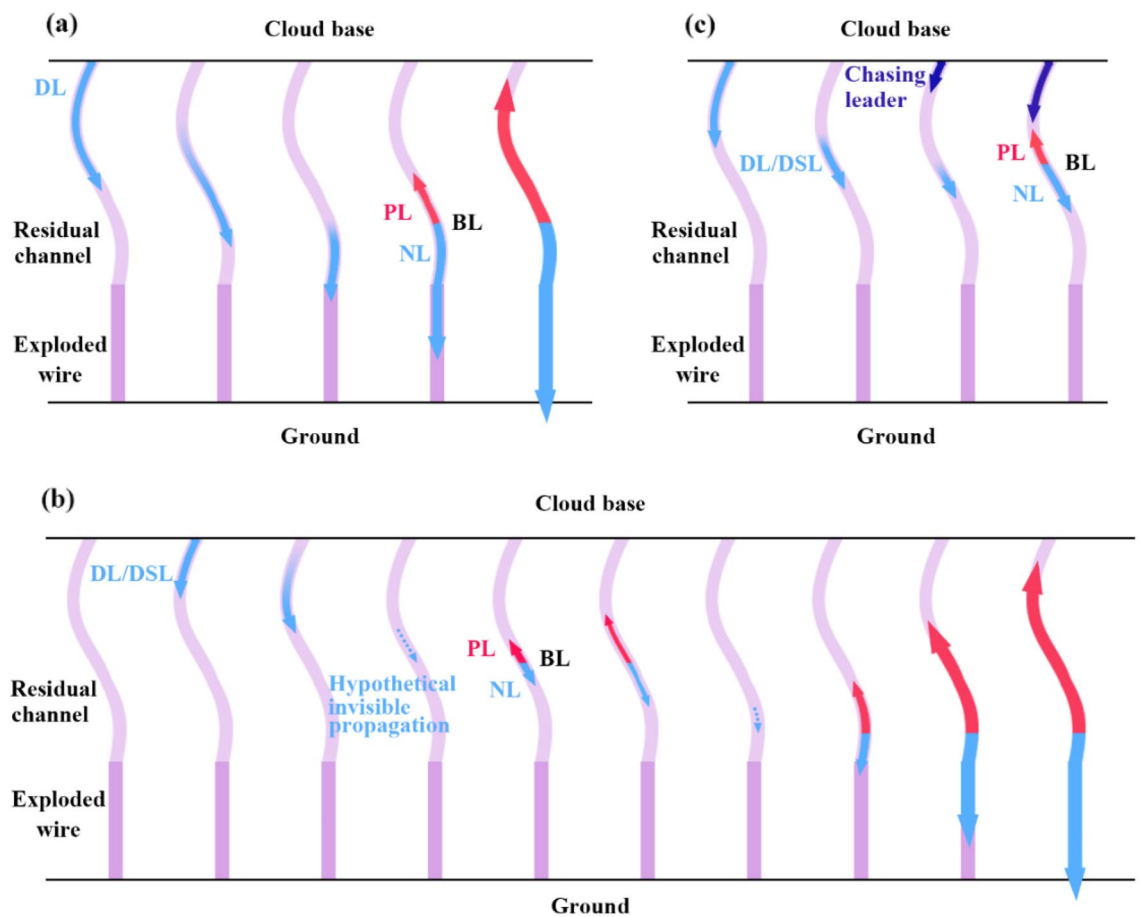 (a)
Cloud base
DL
PL
BL
NL
Residual
channel
Exploded
wire
Ground
(c)
Cloud base
Chasing
leader
DL/DSL
PL
BL
NL
Residual
channel
Exploded
wire
Ground
(b)
Cloud base
DL/DSL
PL
BL
NL
Hypothetical
invisible
propagation
Residual
channel
Exploded
wire
Ground